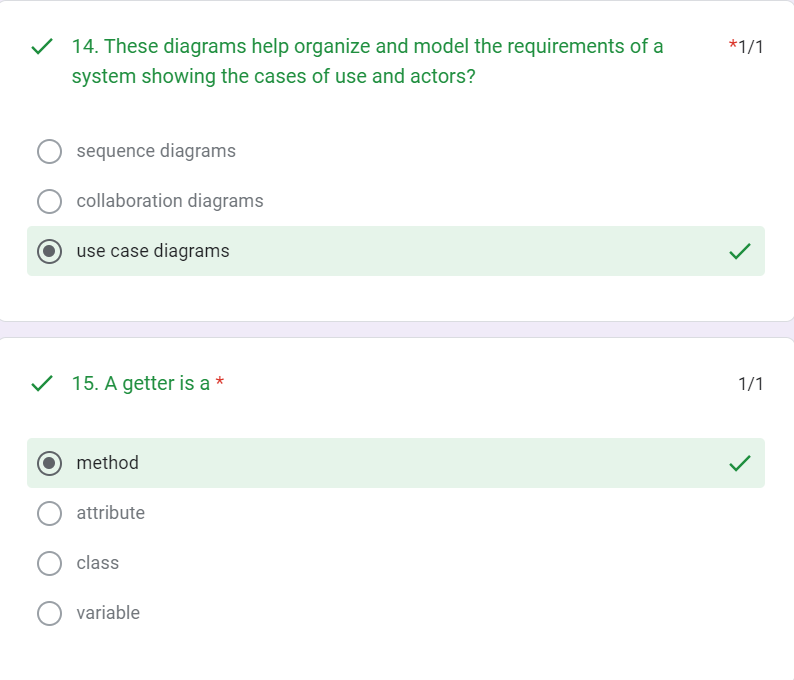 14. These diagrams help organize and model the requirements of a
*1/1
system showing the cases of use and actors?
sequence diagrams
collaboration diagrams
use case diagrams
15. A getter is a *
1/1
method
attribute
class
variable